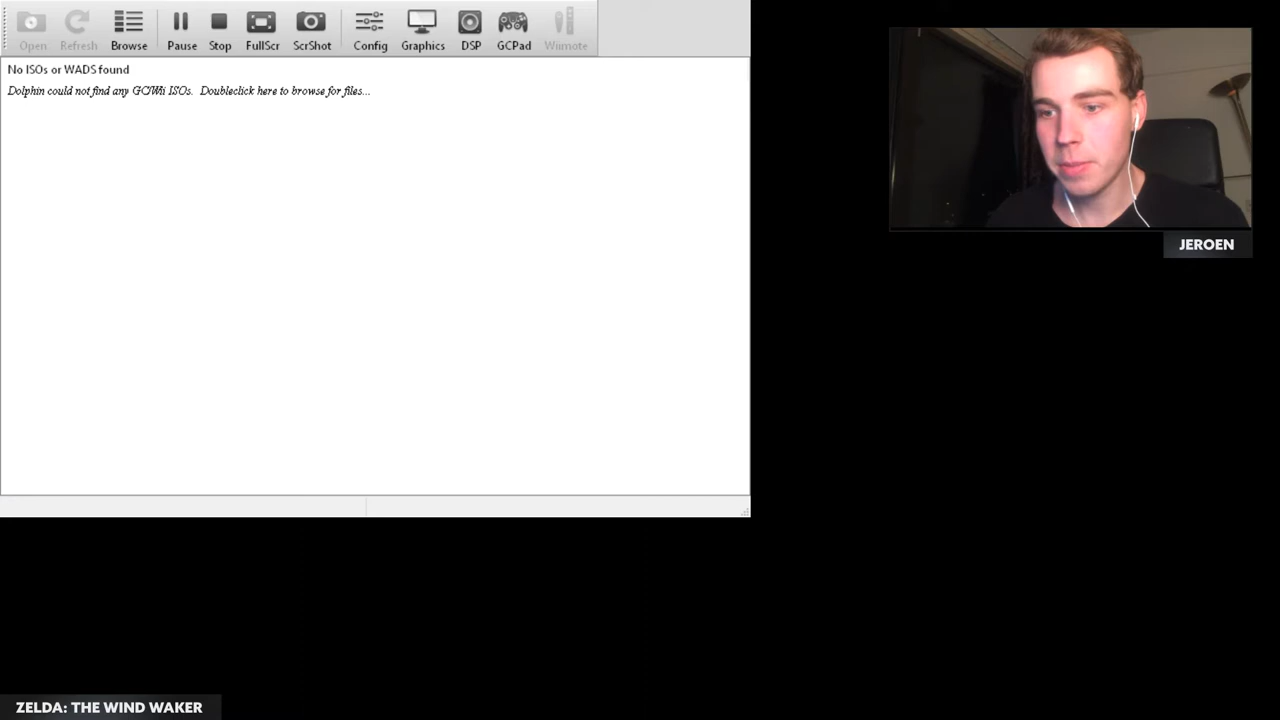 Open Refresh Browse Pause Stop FullScr ScrShot Config Graphics DSP GCPad Wiimote
No ISOs or WADS found
Dolphin could not find any GC/Wii ISOs. Doubleclick here to browse for files...
JEROEN
ZELDA: THE WIND WAKER